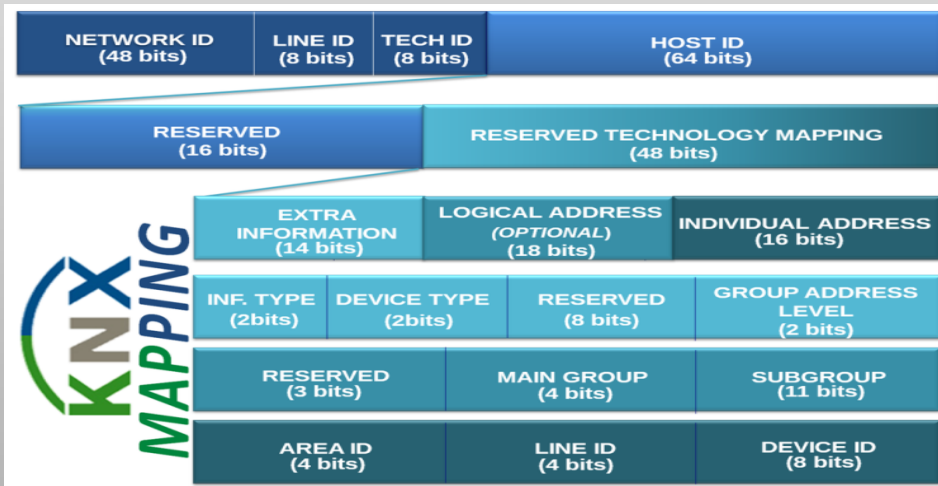 NETWORK ID
(48 bits)
LINE ID
(8 bits)
TECH ID
(8 bits)
HOST ID
(64 bits)
RESERVED
(16 bits)
RESERVED TECHNOLOGY MAPPING
(48 bits)
EXTRA
INFORMATION
(14 bits)
LOGICAL ADDRESS
(OPTIONAL)
(18 bits)
INDIVIDUAL ADDRESS
(16 bits)
INF. TYPE
(2bits)
DEVICE TYPE
(2bits)
RESERVED
(8 bits)
GROUP ADDRESS
LEVEL
(2 bits)
RESERVED
(3 bits)
MAIN GROUP
(4 bits)
SUBGROUP
(11 bits)
AREA ID
(4 bits)
LINE ID
(4 bits)
DEVICE ID
(8 bits)
KNX
MAPPING